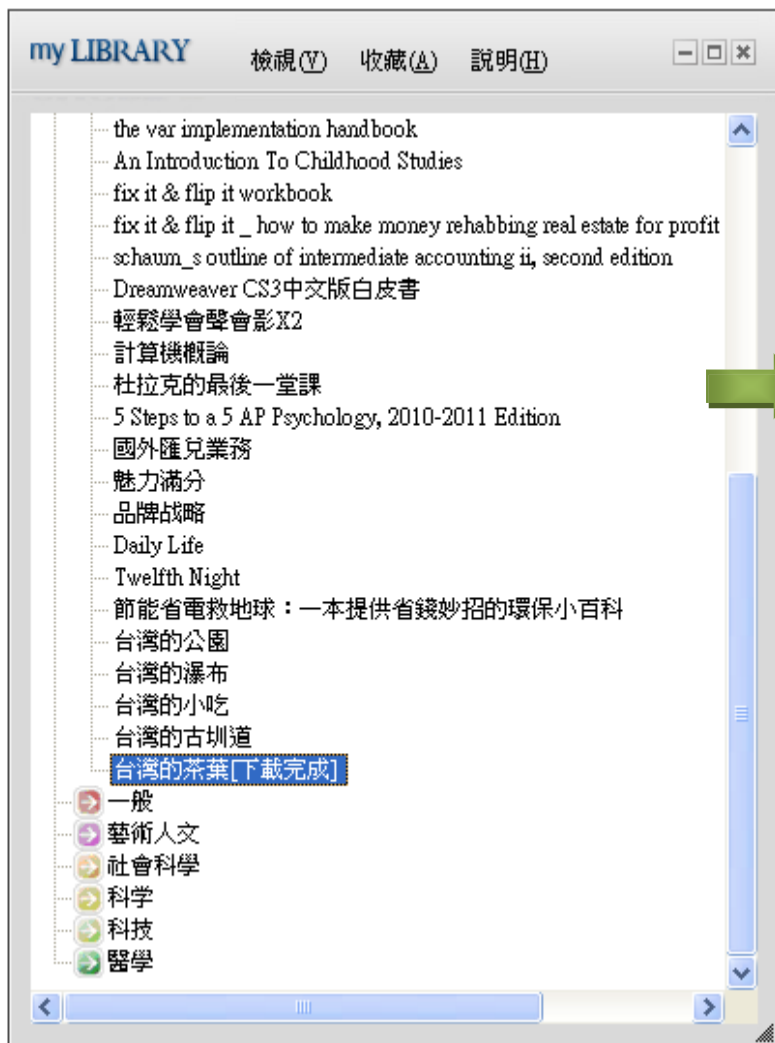 my LIBRARY 檢視(V) 收藏(A) 說明(H)
the var implementation handbook
An Introduction To Childhood Studies
fix it & flip it workbook
fix it & flip it _ how to make money rehabbing real estate for profit
schaum_s outline of intermediate accounting ii, second edition
Dreamweaver CS3中文版白皮書
輕鬆學會聲會影X2
計算機概論
杜拉克的最後一堂課
5 Steps to a 5 AP Psychology, 2010-2011 Edition
國外匯兌業務
魅力滿分
品牌战略
Daily Life
Twelfth Night
節能省電救地球：一本提供省錢妙招的環保小百科
台灣的公園
台灣的瀑布
台灣的小吃
台灣的古圳道
台灣的茶葉[下載完成]
一般
藝術人文
社會科學
科学
科技
醫學